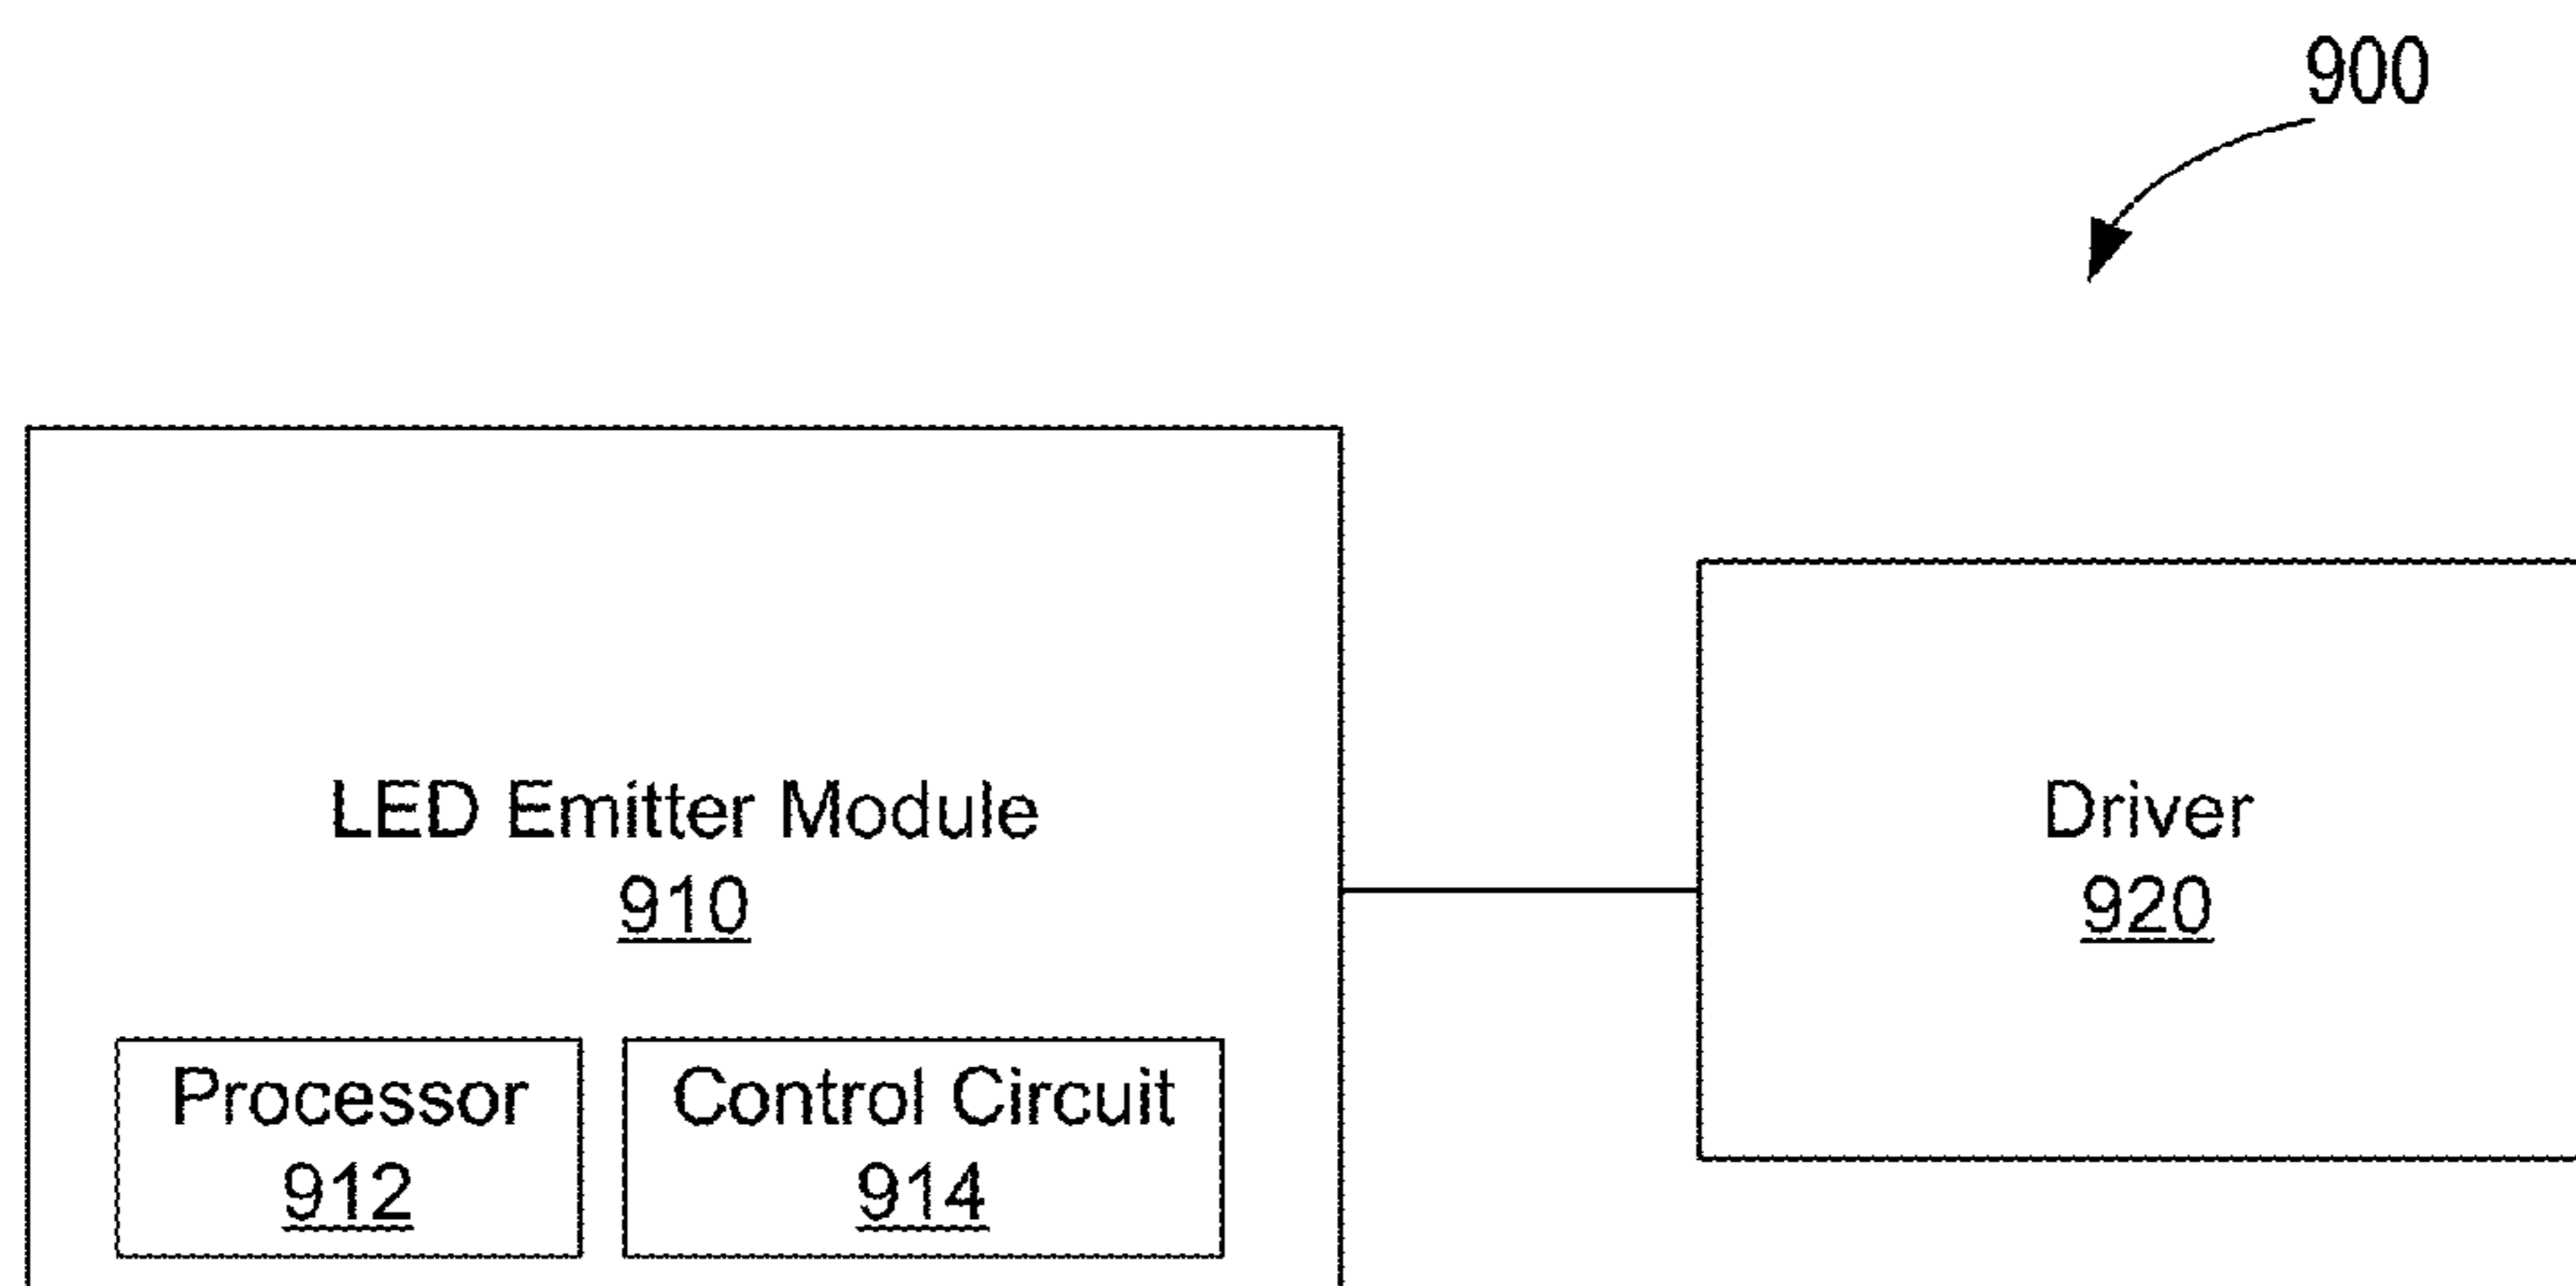 900
LED Emitter Module
910
Driver
920
Processor
912
Control Circuit
914